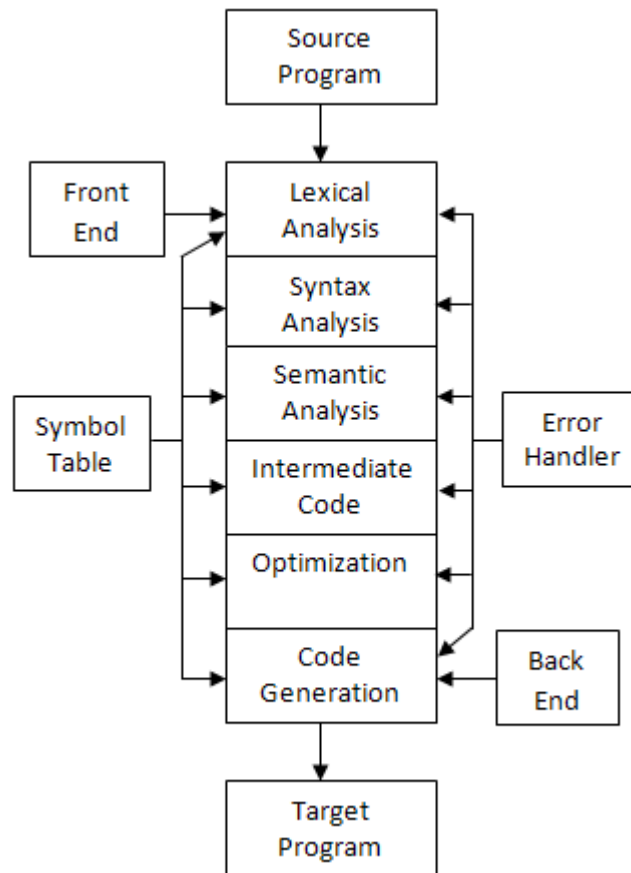 Source
Program
Front
End
Lexical
Analysis
Syntax
Analysis
Semantic
Analysis
Symbol
Table
Error
Handler
Intermediate
Code
Optimization
Code
Generation
Back
End
Target
Program